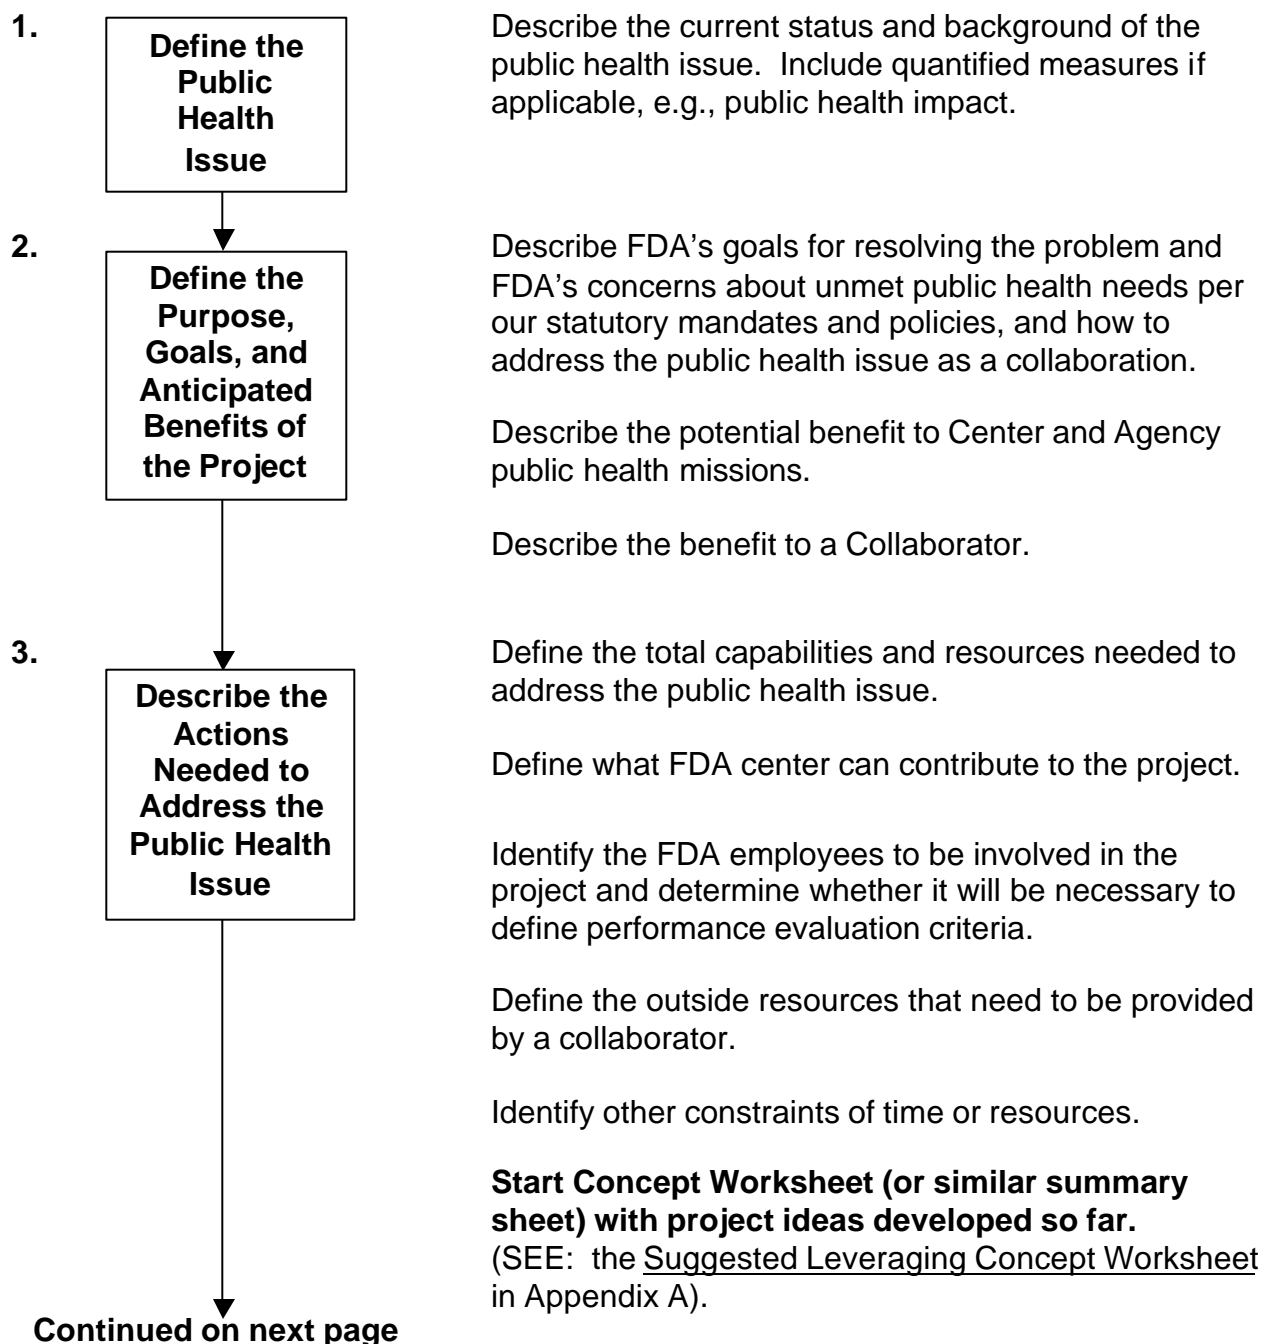 1.
Define the
Public
Health
Issue
Describe the current status and background of the
public health issue.  Include quantified measures if
applicable, e.g., public health impact.
2.
Define the
Purpose,
Goals, and
Anticipated
Benefits of
the Project
Describe FDA’s goals for resolving the problem and
FDA’s concerns about unmet public health needs per
our statutory mandates and policies, and how to
address the public health issue as a collaboration.
Describe the potential benefit to Center and Agency
public health missions.
Describe the benefit to a Collaborator.
3.
Describe the
Actions
Needed to
Address the
Public Health
Issue
Define the total capabilities and resources needed to
address the public health issue.
Define what FDA center can contribute to the project.
Identify the FDA employees to be involved in the
project and determine whether it will be necessary to
define performance evaluation criteria.
Define the outside resources that need to be provided
by a collaborator.
Identify other constraints of time or resources.
Start Concept Worksheet (or similar summary
sheet) with project ideas developed so far.
(SEE:  the Suggested Leveraging Concept Worksheet
in Appendix A).
Continued on next page